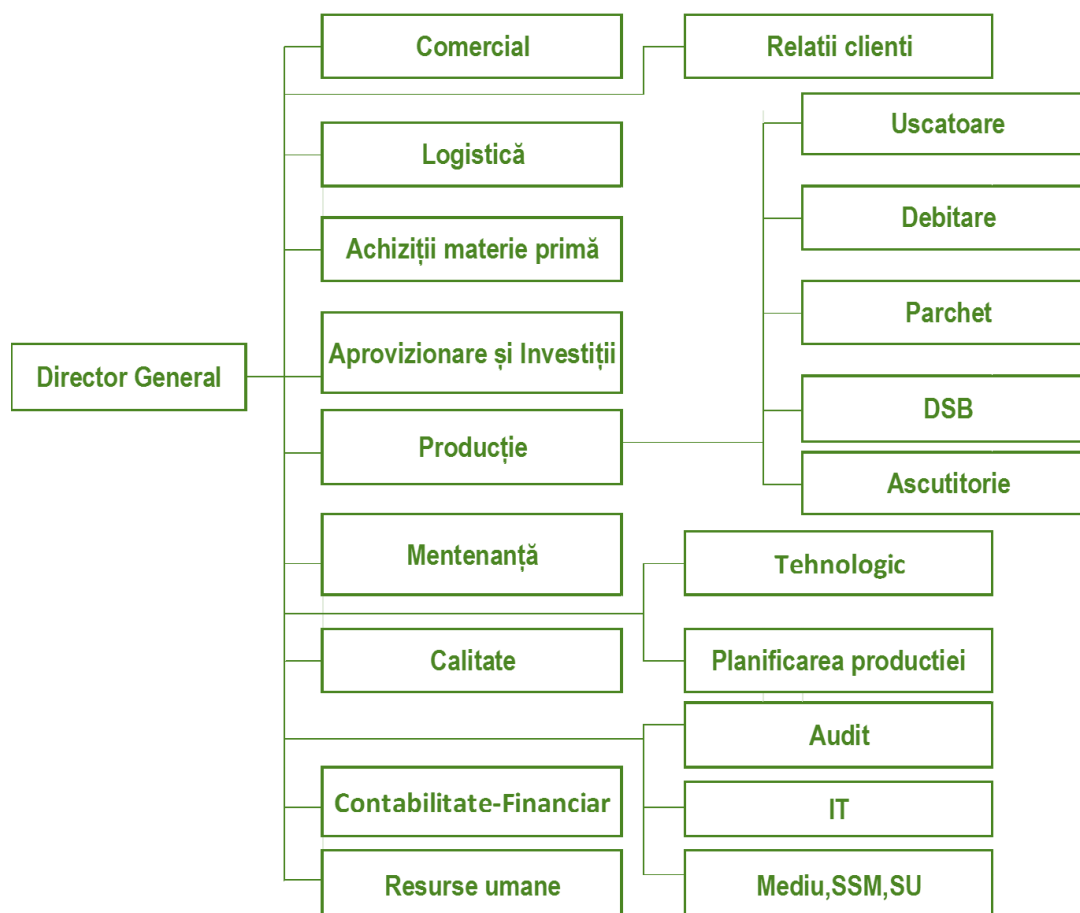 Comercial
Relatii clienti
Uscatoare
Logistică
Debitare
Achiziții materie primă
Parchet
Aprovizionare și Investiții
Director General
DSB
Producție
Ascutitorie
Mentenanță
Tehnologic
Calitate
Planificarea productiei
Audit
Contabilitate-Financiar
IT
Resurse umane
Mediu,SSM,SU